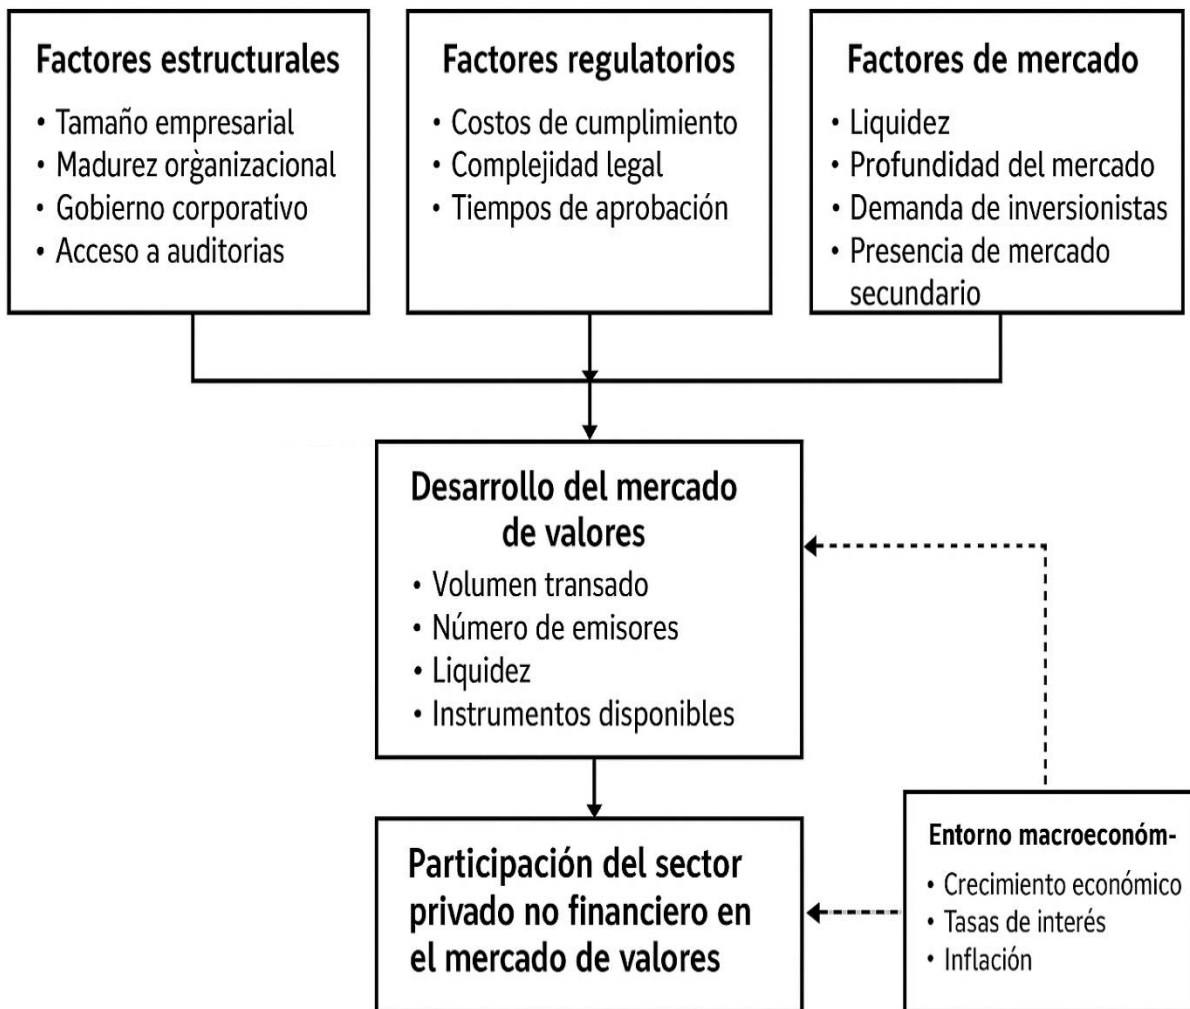 Factores estructurales
• Tamaño empresarial
• Madurez orġanizacional
• Gobierno corporatívo
• Acceso a auditorias
Factores regulatorios
• Costos de cumplimiento
• Complejidad legal
• Tiempos de aprobación
Factores de mercado
• Liquidez
• Profundidad del mercado
• Demanda de inversionistas
• Presencia de mercado
secundario
Desarrollo del mercado
de valores
• Volumen transado
• Número de emisores
• Liquidez
• Instrumentos disponibles
Participación del sector
privado no financiero en
el mercado de valores
Entorno macroeconóm-
• Crecimiento económico
• Tasas de interés
• Inflación